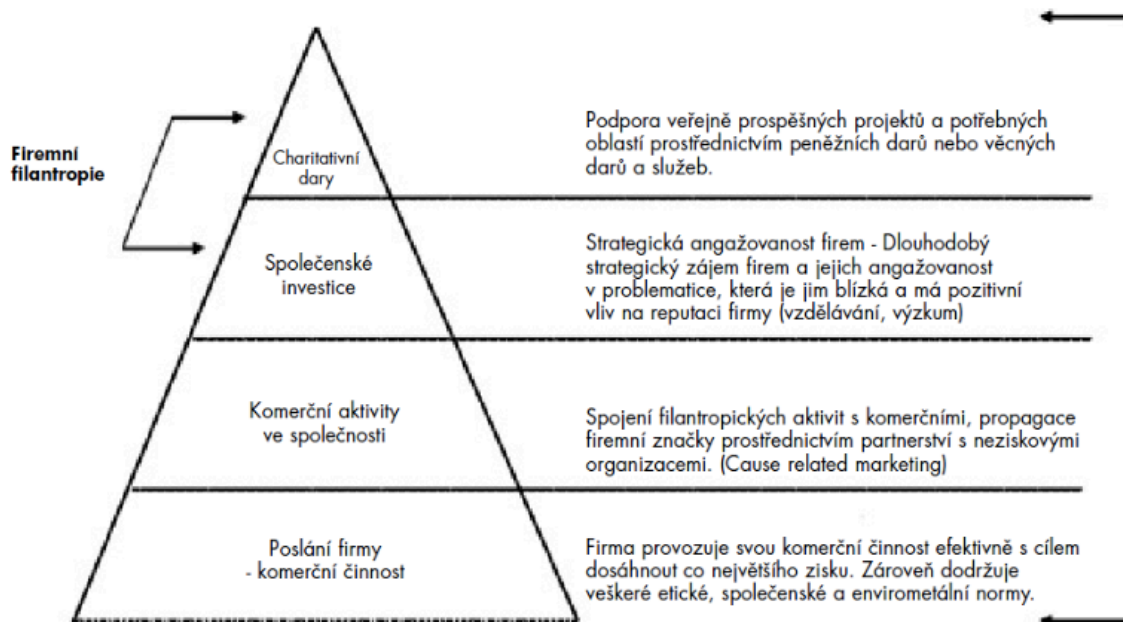 Firemní
filantropie
Charitativní
dary
Podpora veřejně prospěšných projektů a potřebných
oblastí prostřednictvím peněžních darů nebo věcných
darů a služeb.
Společenské
investice
Strategická angažovanost firem - Dlouhodobý
strategický zájem firem a jejich angažovanost
v problematice, která je jim blízká a má pozitivní
vliv na reputaci firmy (vzdělávání, výzkum)
Komerční aktivity
ve společnosti
Spojení filantropických aktivit s komerčními, propagace
firemní značky prostřednictvím partnerství s neziskovými
organizacemi. (Cause related marketing)
Poslání firmy
- komerční činnost
Firma provozuje svou komerční činnost efektivně s cílem
dosáhnout co největšího zisku. Zároveň dodržuje
veškeré etické, společenské a envirometální normy.